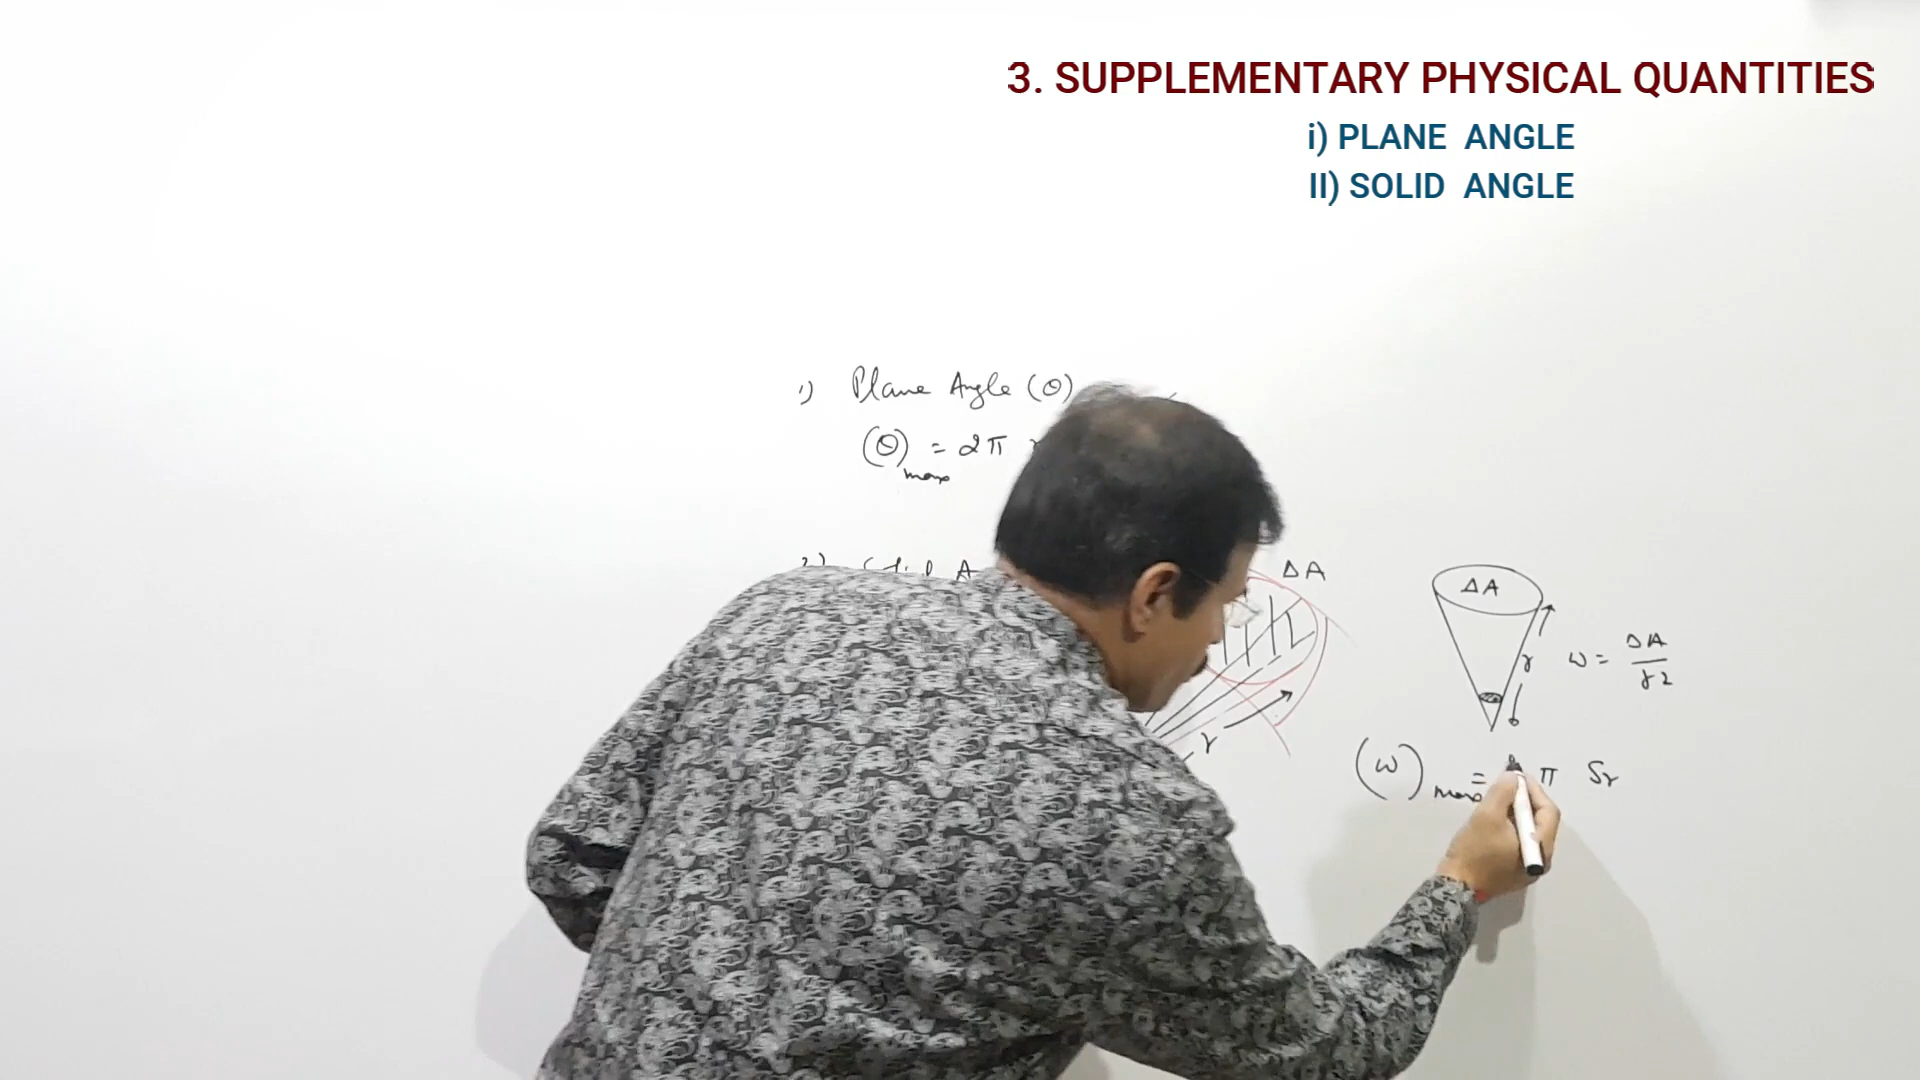 3. SUPPLEMENTARY PHYSICAL QUANTITIES
i) PLANE ANGLE
II) SOLID ANGLE
1) Plane Angle (θ)
(θ)max = 2π
2)
ΔA
r
ΔA
r
ω = ΔA / r2
(ω)max = π Sr